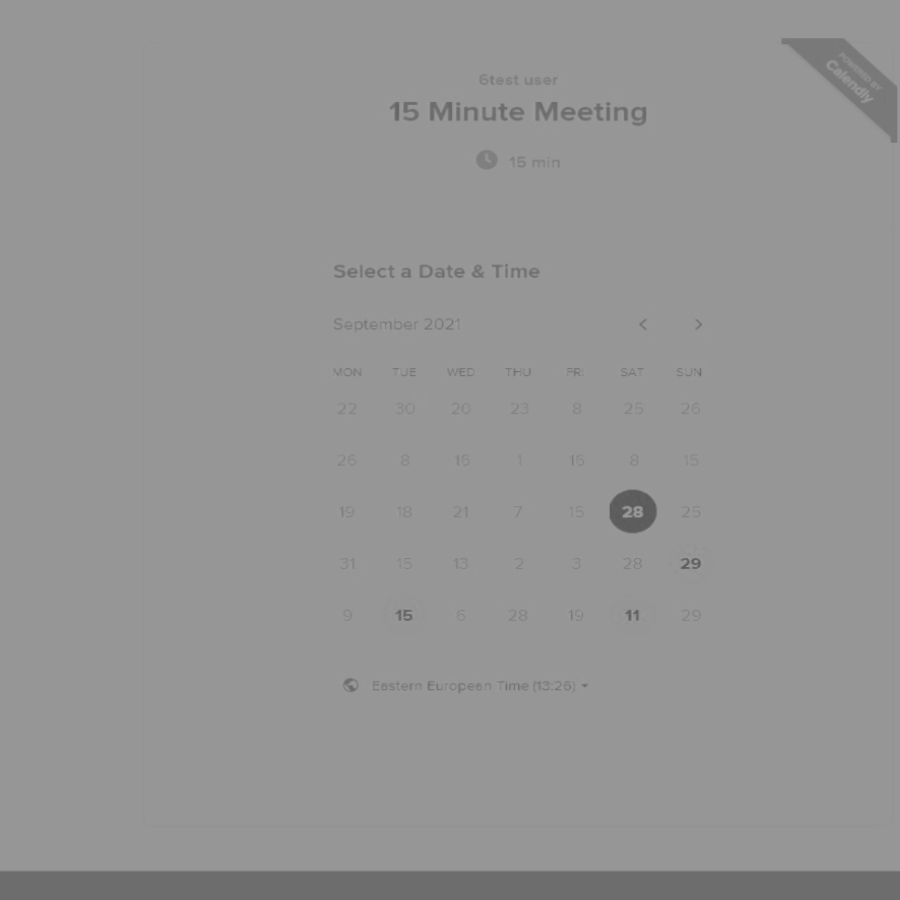 POWERED BY
Calendly
6test user
15 Minute Meeting
15 min
Select a Date & Time
September 2021
MON TUE WED THU FRI SAT SUN
22 30 20 23 8 25 26
26 8 16 1 16 8 15
19 18 21 7 15 28 25
31 15 13 2 3 28 29
9 15 6 28 19 11 29
Eastern European Time (13:26)